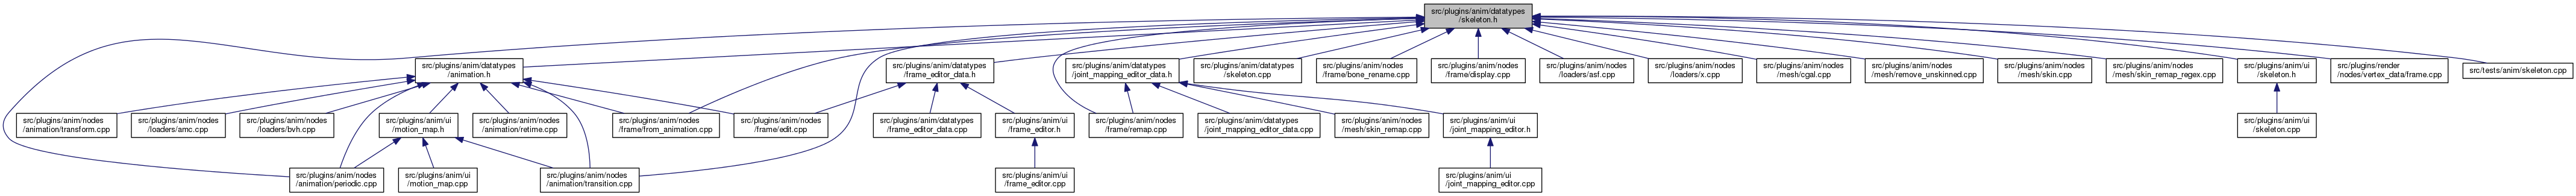 src/plugins/anim/datatypes
/skeleton.h
src/plugins/anim/datatypes
/animation.h
src/plugins/anim/datatypes
/frame_editor_data.h
src/plugins/anim/datatypes
/joint_mapping_editor_data.h
src/plugins/anim/datatypes
/skeleton.cpp
src/plugins/anim/nodes
/frame/bone_rename.cpp
src/plugins/anim/nodes
/frame/display.cpp
src/plugins/anim/nodes
/loaders/asf.cpp
src/plugins/anim/nodes
/loaders/x.cpp
src/plugins/anim/nodes
/mesh/cgal.cpp
src/plugins/anim/nodes
/mesh/remove_unskinned.cpp
src/plugins/anim/nodes
/mesh/skin.cpp
src/plugins/anim/nodes
/mesh/skin_remap_regex.cpp
src/plugins/anim/ui
/skeleton.h
src/plugins/render
/nodes/vertex_data/frame.cpp
src/tests/anim/skeleton.cpp
src/plugins/anim/nodes
/animation/transform.cpp
src/plugins/anim/nodes
/loaders/amc.cpp
src/plugins/anim/nodes
/loaders/bvh.cpp
src/plugins/anim/ui
/motion_map.h
src/plugins/anim/nodes
/animation/retime.cpp
src/plugins/anim/nodes
/frame/from_animation.cpp
src/plugins/anim/nodes
/frame/edit.cpp
src/plugins/anim/datatypes
/frame_editor_data.cpp
src/plugins/anim/ui
/frame_editor.h
src/plugins/anim/nodes
/frame/remap.cpp
src/plugins/anim/datatypes
/joint_mapping_editor_data.cpp
src/plugins/anim/nodes
/mesh/skin_remap.cpp
src/plugins/anim/ui
/joint_mapping_editor.h
src/plugins/anim/ui
/skeleton.cpp
src/plugins/anim/nodes
/animation/periodic.cpp
src/plugins/anim/ui
/motion_map.cpp
src/plugins/anim/nodes
/animation/transition.cpp
src/plugins/anim/ui
/frame_editor.cpp
src/plugins/anim/ui
/joint_mapping_editor.cpp